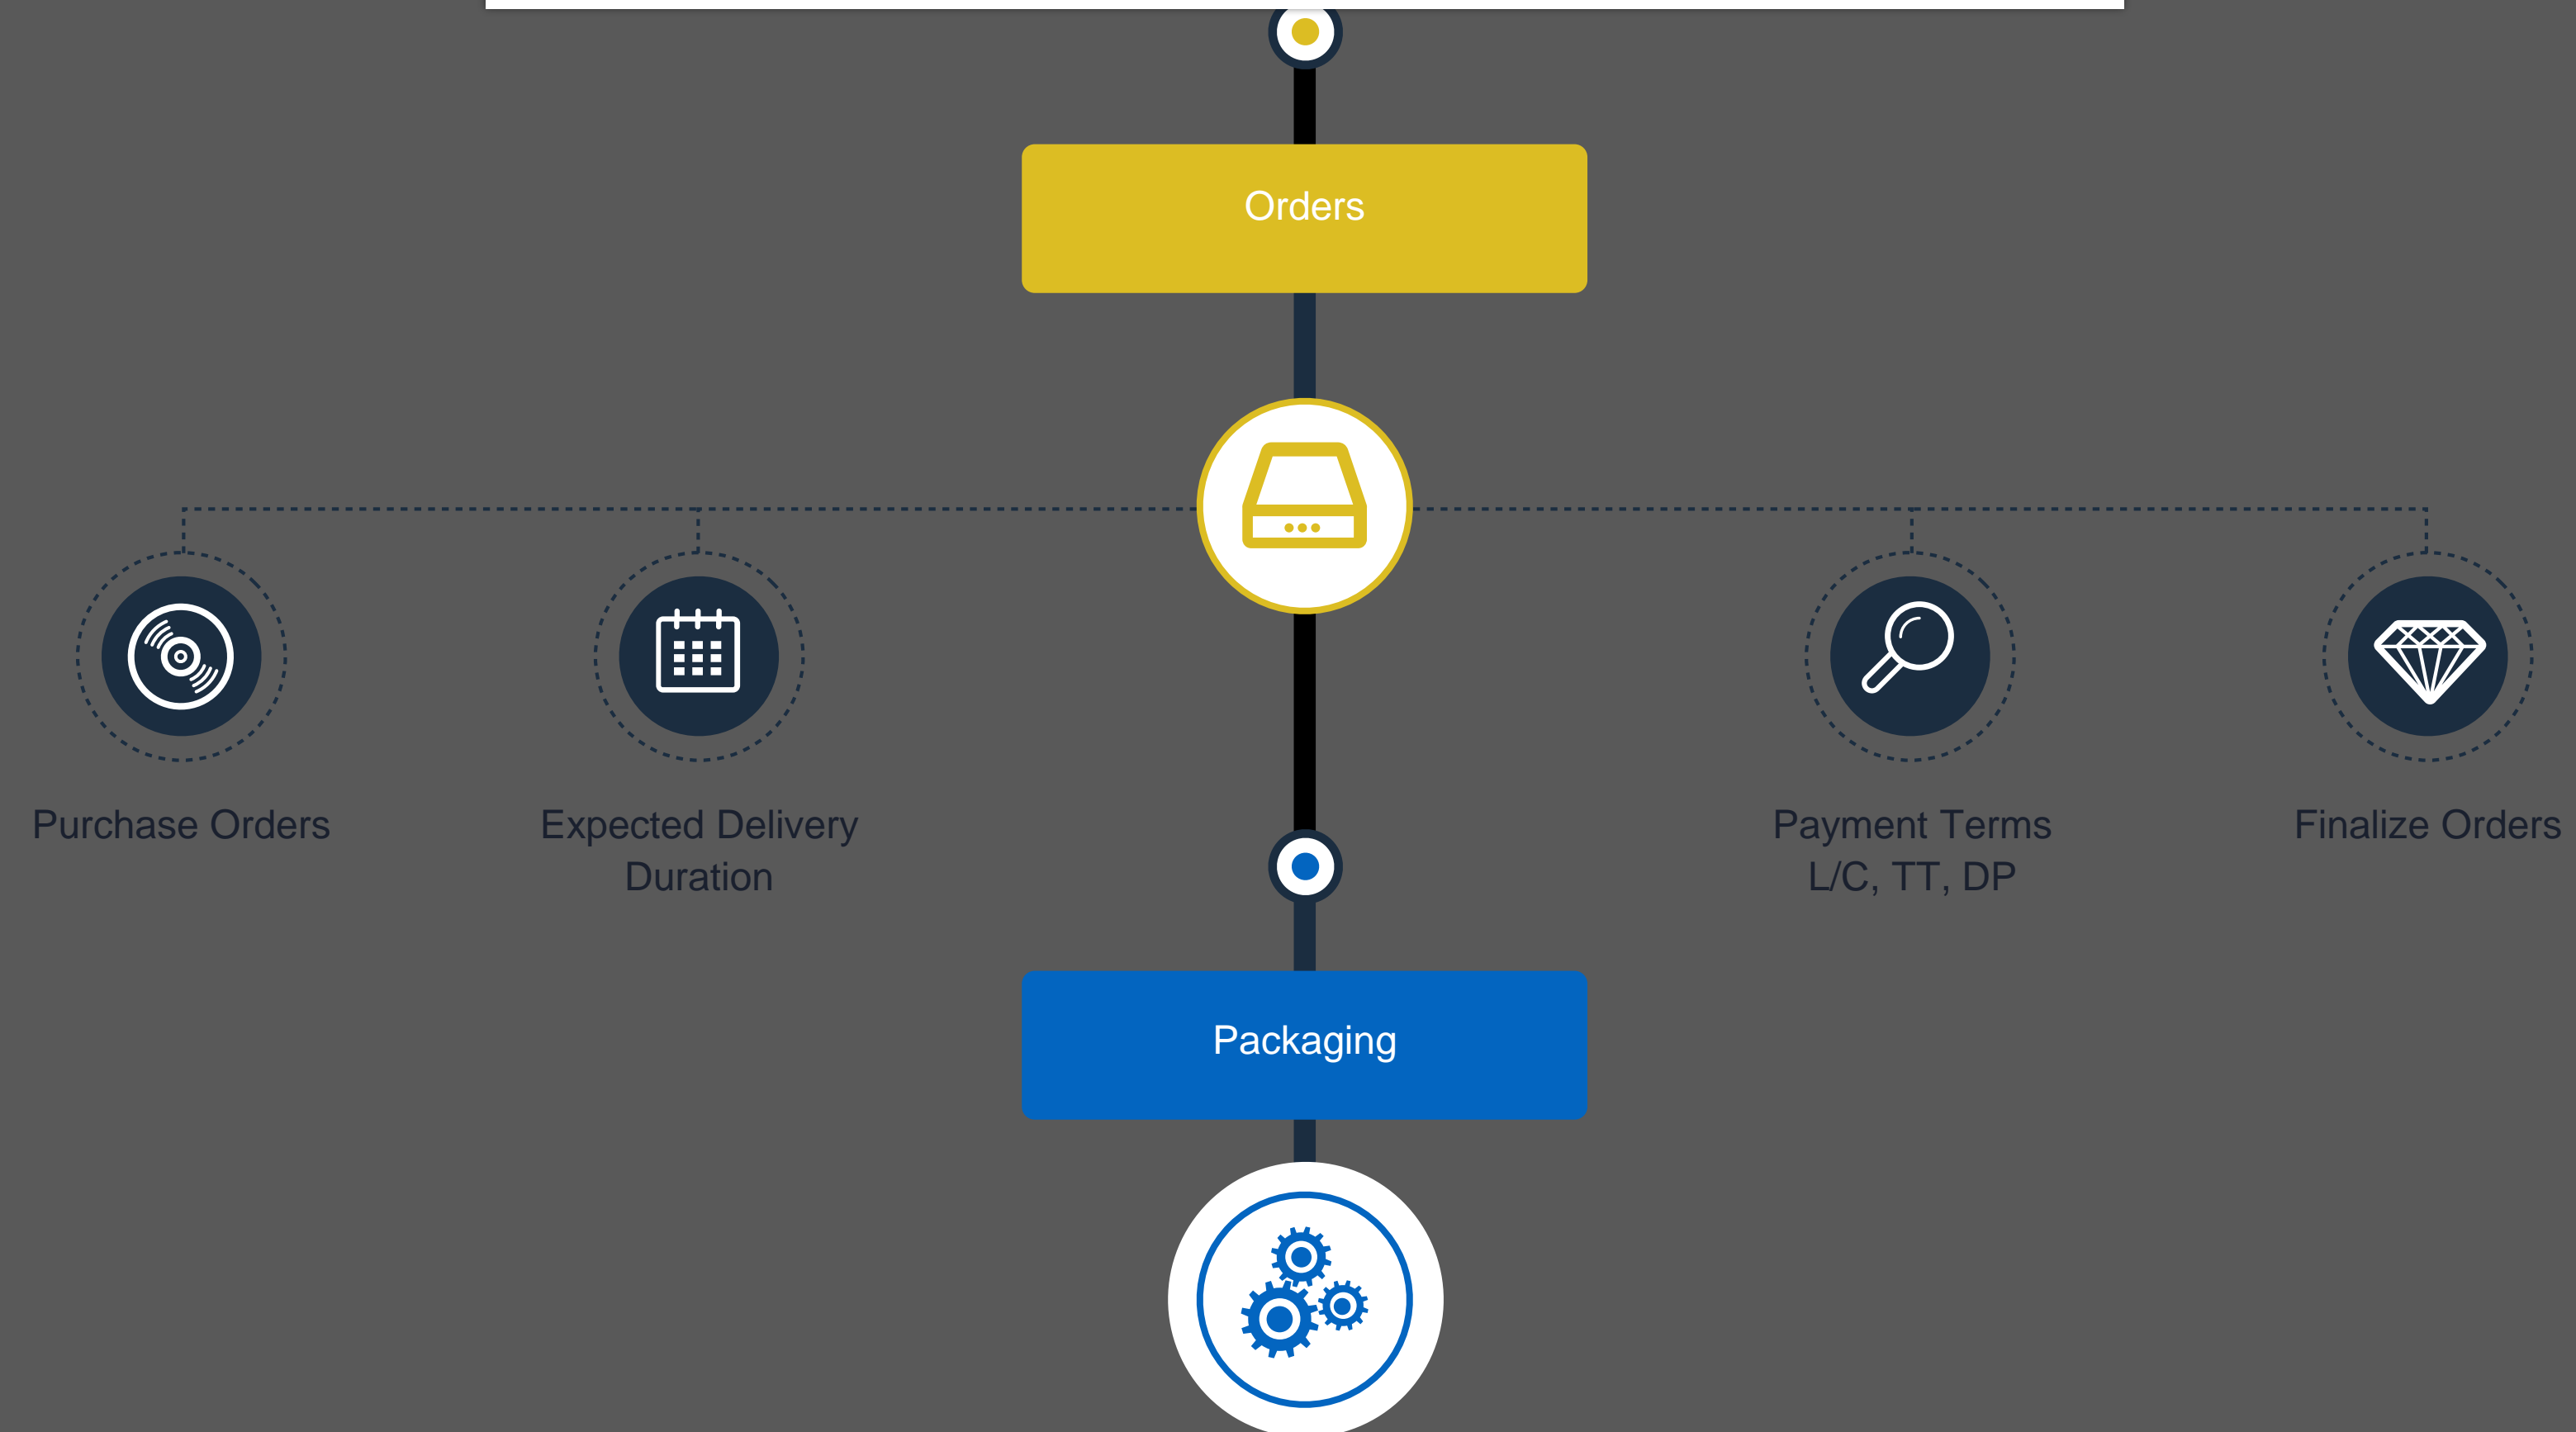 Orders
Purchase Orders
Expected Delivery
Duration
Payment Terms
L/C, TT, DP
Finalize Orders
Packaging